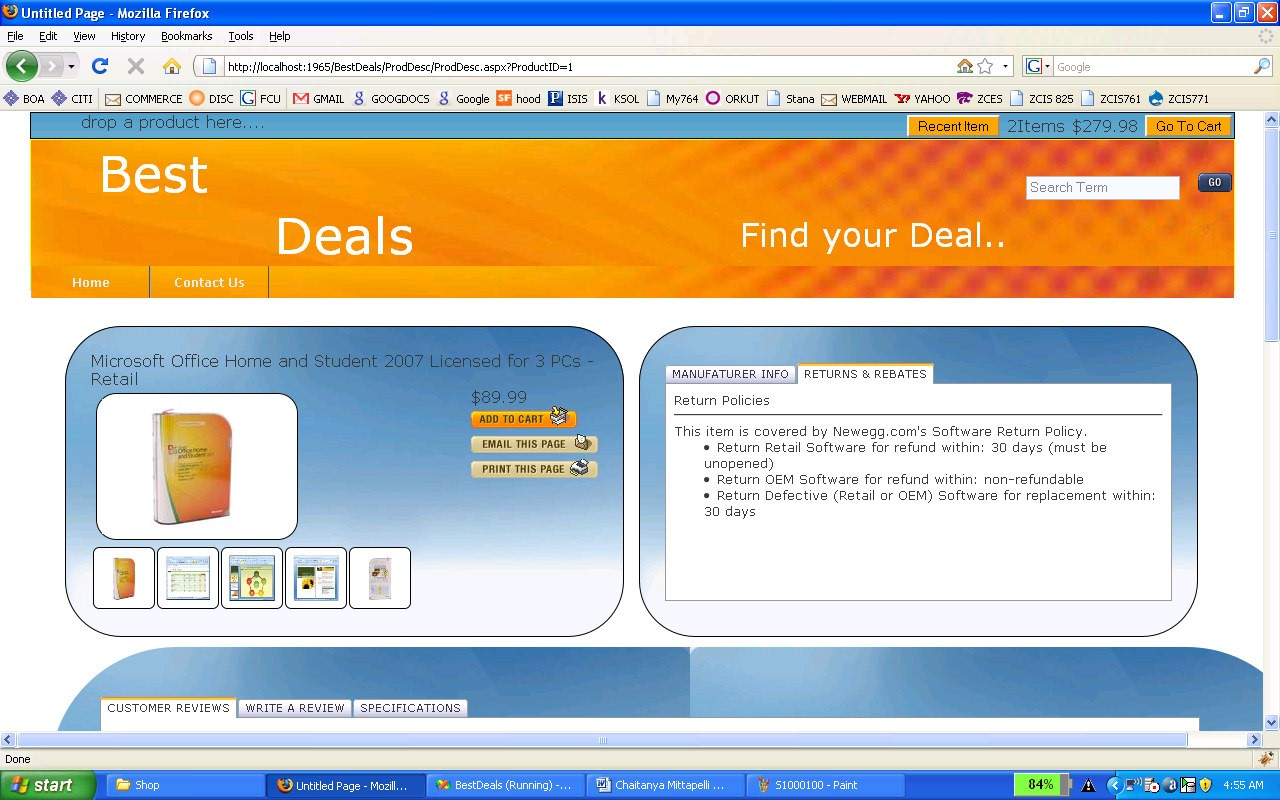 Untitled Page - Mozilla Firefox
File Edit View History Bookmarks Tools Help
http://localhost:1965/BestDeals/ProdDesc/ProdDesc.aspx?ProductID=1
G Google
BOA CITI COMMERCE DISC FCU GMAIL GOOGDOCS Google hood ISIS KSOL My764 ORKUT Stana WEBMAIL YAHOO ZCES ZCIS 825 ZCIS761 ZCIS771
drop a product here....
Recent Item 2Items $279.98 Go To Cart
Best
Search Term GO
Deals
Find your Deal..
Home Contact Us
Microsoft Office Home and Student 2007 Licensed for 3 PCs -
Retail
$89.99
ADD TO CART
EMAIL THIS PAGE
PRINT THIS PAGE
MANUFATURER INFO RETURNS & REBATES
Return Policies
This item is covered by Newegg.com's Software Return Policy.
• Return Retail Software for refund within: 30 days (must be
unopened)
• Return OEM Software for refund within: non-refundable
• Return Defective (Retail or OEM) Software for replacement within:
30 days
CUSTOMER REVIEWS WRITE A REVIEW SPECIFICATIONS
Done
start Shop Untitled Page - Mozill... BestDeals (Running) -... Chaitanya Mittapelli ... S1000100 - Paint 84% 4:55 AM